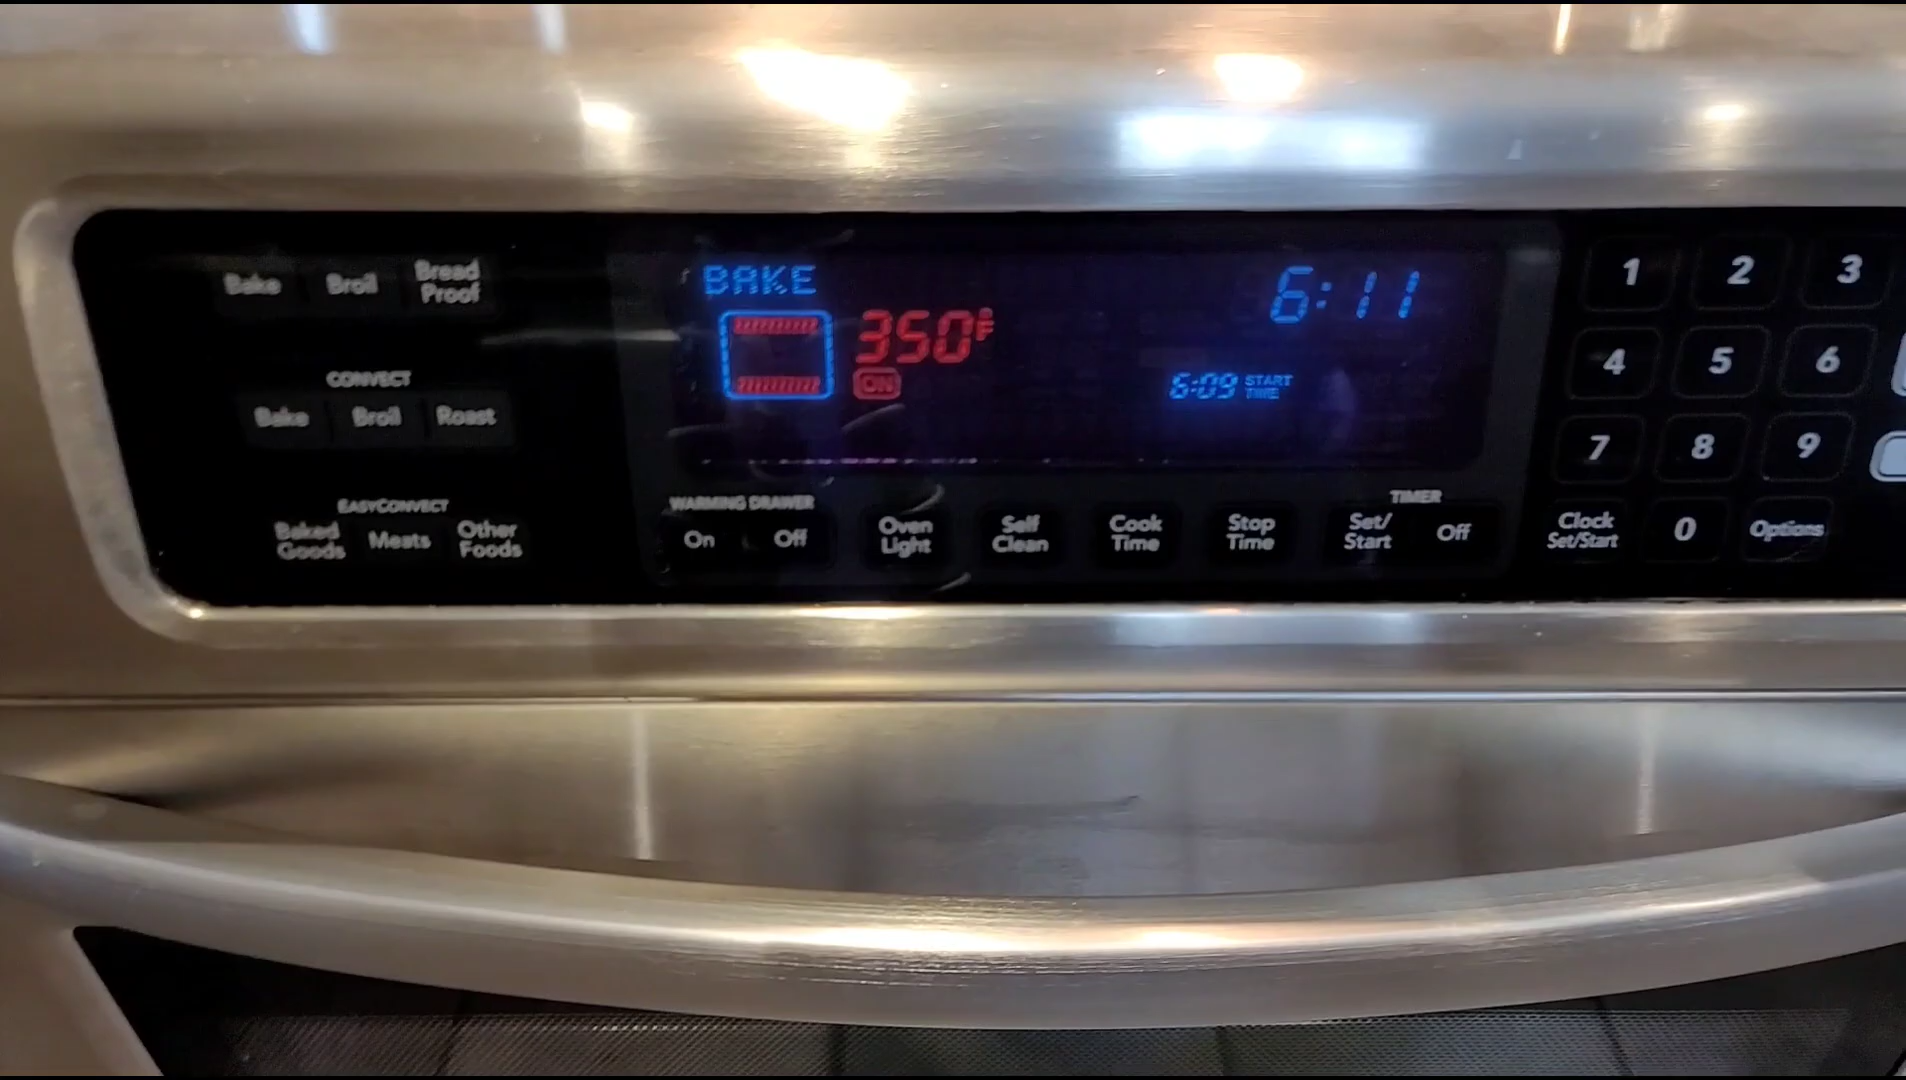 Bake Broil Bread Proof
CONVECT
Bake Broil Roast
EASYCONVECT
Baked Goods Meats Other Foods
BAKE
350°F
ON
6:11
6:09 START TIME
WARMING DRAWER
On Off
Oven Light
Self Clean
Cook Time
Stop Time
TIMER
Set/Start Off
1 2 3
4 5 6
7 8 9
Clock Set/Start 0 Options